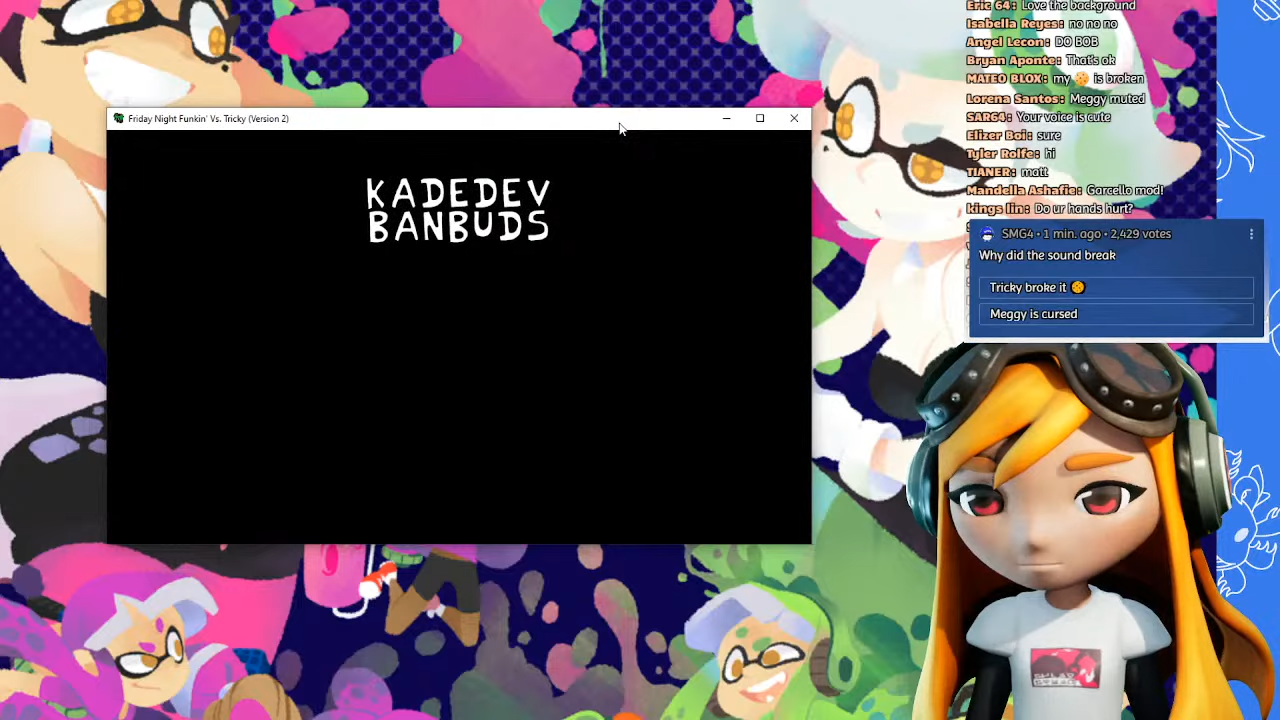 Friday Night Funkin' Vs. Tricky (Version 2)
KADEDEV
BANBUDS
Eric 64: Love the background
Isabella Reyes: no no no
Angel Lecon: DO BOB
Bryan Aponte: That's ok
MATEO BLOX: my 🍪 is broken
Lorena Santos: Meggy muted
SAR64: Your voice is cute
Elizer Boi: sure
Tyler Rolfe: hi
TIANER: matt
Mandella Ashafie: Garcello mod!
kings lin: Do ur hands hurt?
SMG4 • 1 min. ago • 2,429 votes
Why did the sound break
Tricky broke it 🍪
Meggy is cursed